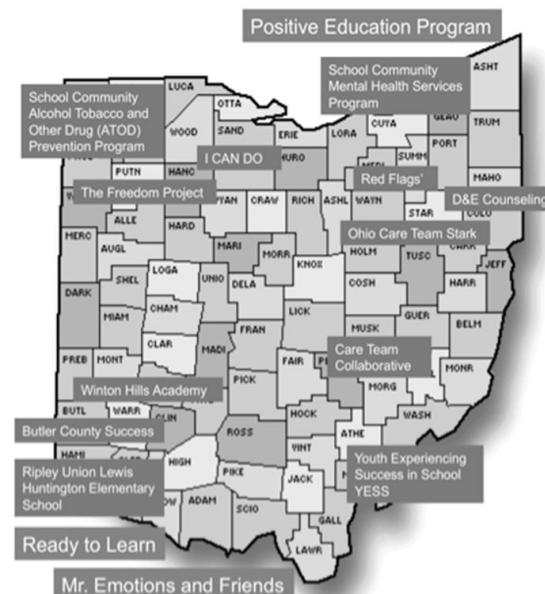 Positive Education Program
School Community
Mental Health Services
Program
ASHT
LUCA
OTTA
School Community
Alcohol Tobacco and
Other Drug (ATOD)
Prevention Program
WOOD
SAND
ERIE
LORA
CUYA
GEAU
TRUM
PORT
SUMM
I CAN DO
HURO
MEDI
PUTN
HANC
Red Flags'
MAHO
The Freedom Project
WYAN
CRAW
RICH
ASHL
WAYN
STAR
D&E Counseling
COLU
ALLE
HARD
MERC
AUGL
MARI
MORR
Ohio Care Team Stark
HOLM
CARR
TUSC
JEFF
LOGA
UNIO
DELA
KNOX
COSH
HARR
SHEL
DARK
CHAM
LICK
GUER
BELM
MIAM
FRAN
MUSK
CLAR
MADI
FAIR
Care Team
Collaborative
PREB
MONT
PICK
MORG
MONR
Winton Hills Academy
BUTL
WARR
CLIN
HOCK
WASH
ROSS
ATHE
Butler County Success
VINT
HAMI
Ripley Union Lewis
Huntington Elementary
School
HIGH
PIKE
JACK
Youth Experiencing
Success in School
YESS
ADAM
SCIO
GALL
Ready to Learn
LAWR
Mr. Emotions and Friends